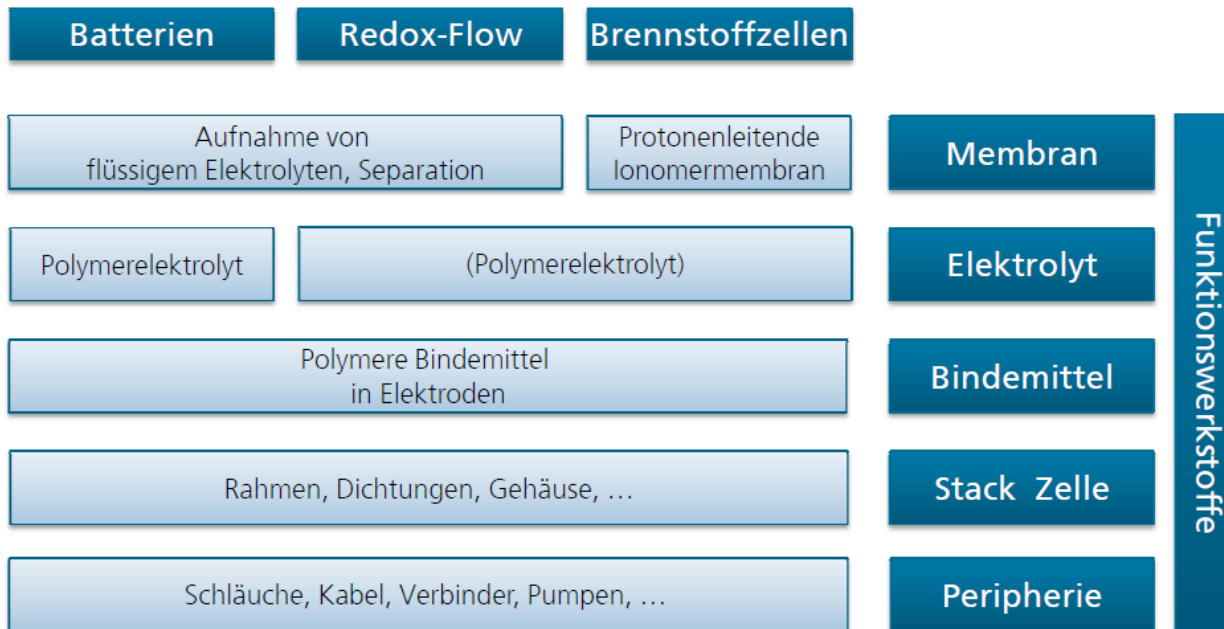 Batterien
Redox-Flow
Brennstoffzellen
Aufnahme von
flüssigem Elektrolyten, Separation
Protonenleitende
Ionomermembran
Membran
Polymerelektrolyt
(Polymerelektrolyt)
Elektrolyt
Polymere Bindemittel
in Elektroden
Bindemittel
Rahmen, Dichtungen, Gehäuse, …
Stack Zelle
Schläuche, Kabel, Verbinder, Pumpen, …
Peripherie
Funktionswerkstoffe